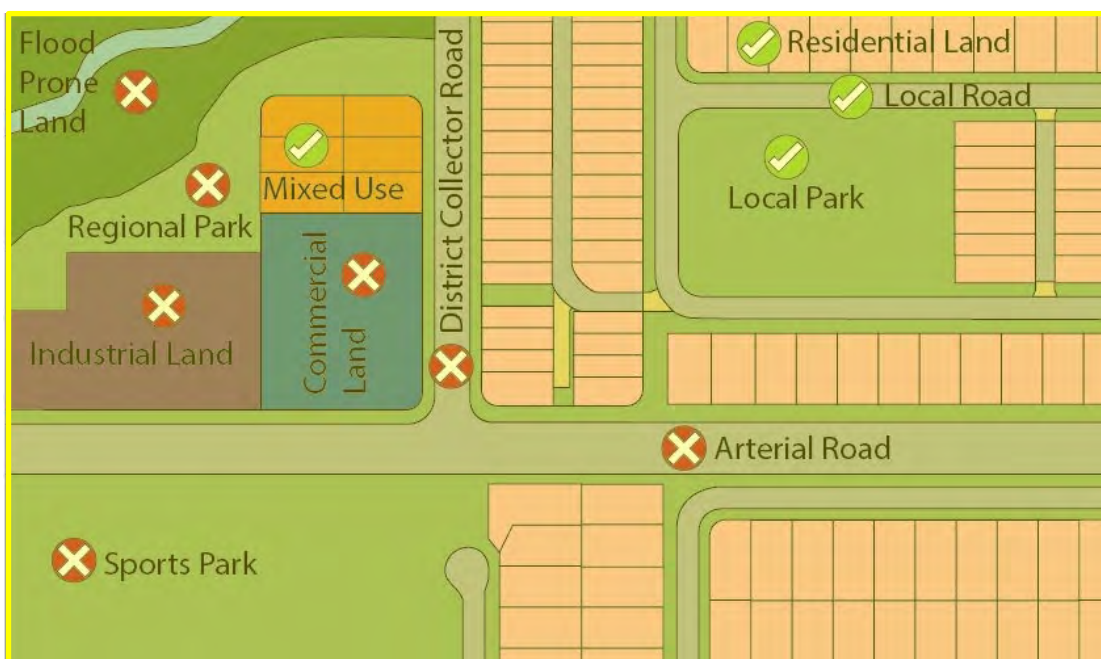 Flood
Prone
Land
Residential Land
Local Road
Mixed Use
Local Park
Regional Park
District Collector Road
Commercial
Land
Industrial Land
Arterial Road
Sports Park